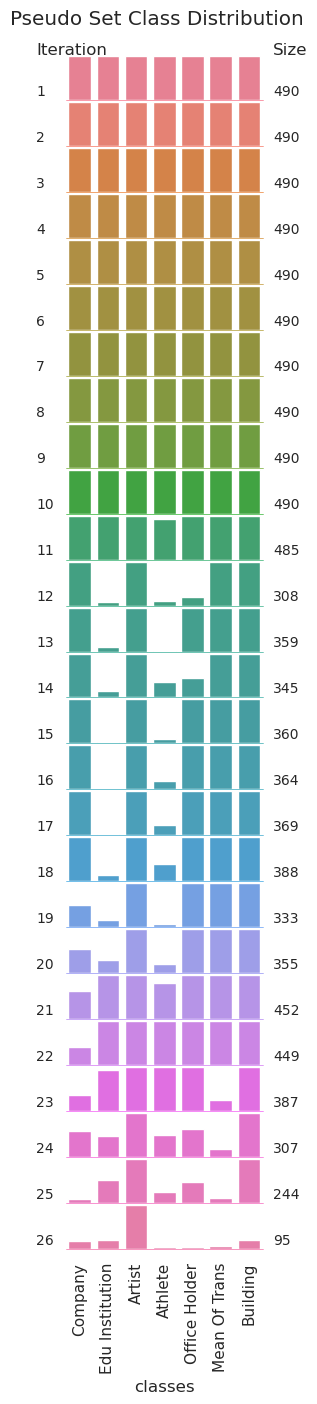 Pseudo Set Class Distribution
Iteration Size
1 490
2 490
3 490
4 490
5 490
6 490
7 490
8 490
9 490
10 490
11 485
12 308
13 359
14 345
15 360
16 364
17 369
18 388
19 333
20 355
21 452
22 449
23 387
24 307
25 244
26 95
Company
Edu Institution
Artist
Athlete
Office Holder
Mean Of Trans
Building
classes